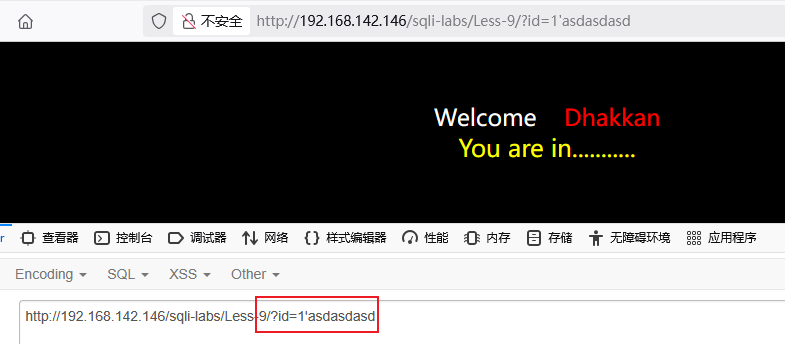 不安全 http://192.168.142.146/sqli-labs/Less-9/?id=1'asdasdasd
Welcome Dhakkan
You are in...........
r 查看器 控制台 调试器 网络 样式编辑器 性能 内存 存储 无障碍环境 应用程序
Encoding SQL XSS Other
http://192.168.142.146/sqli-labs/Less-9/?id=1'asdasdasd